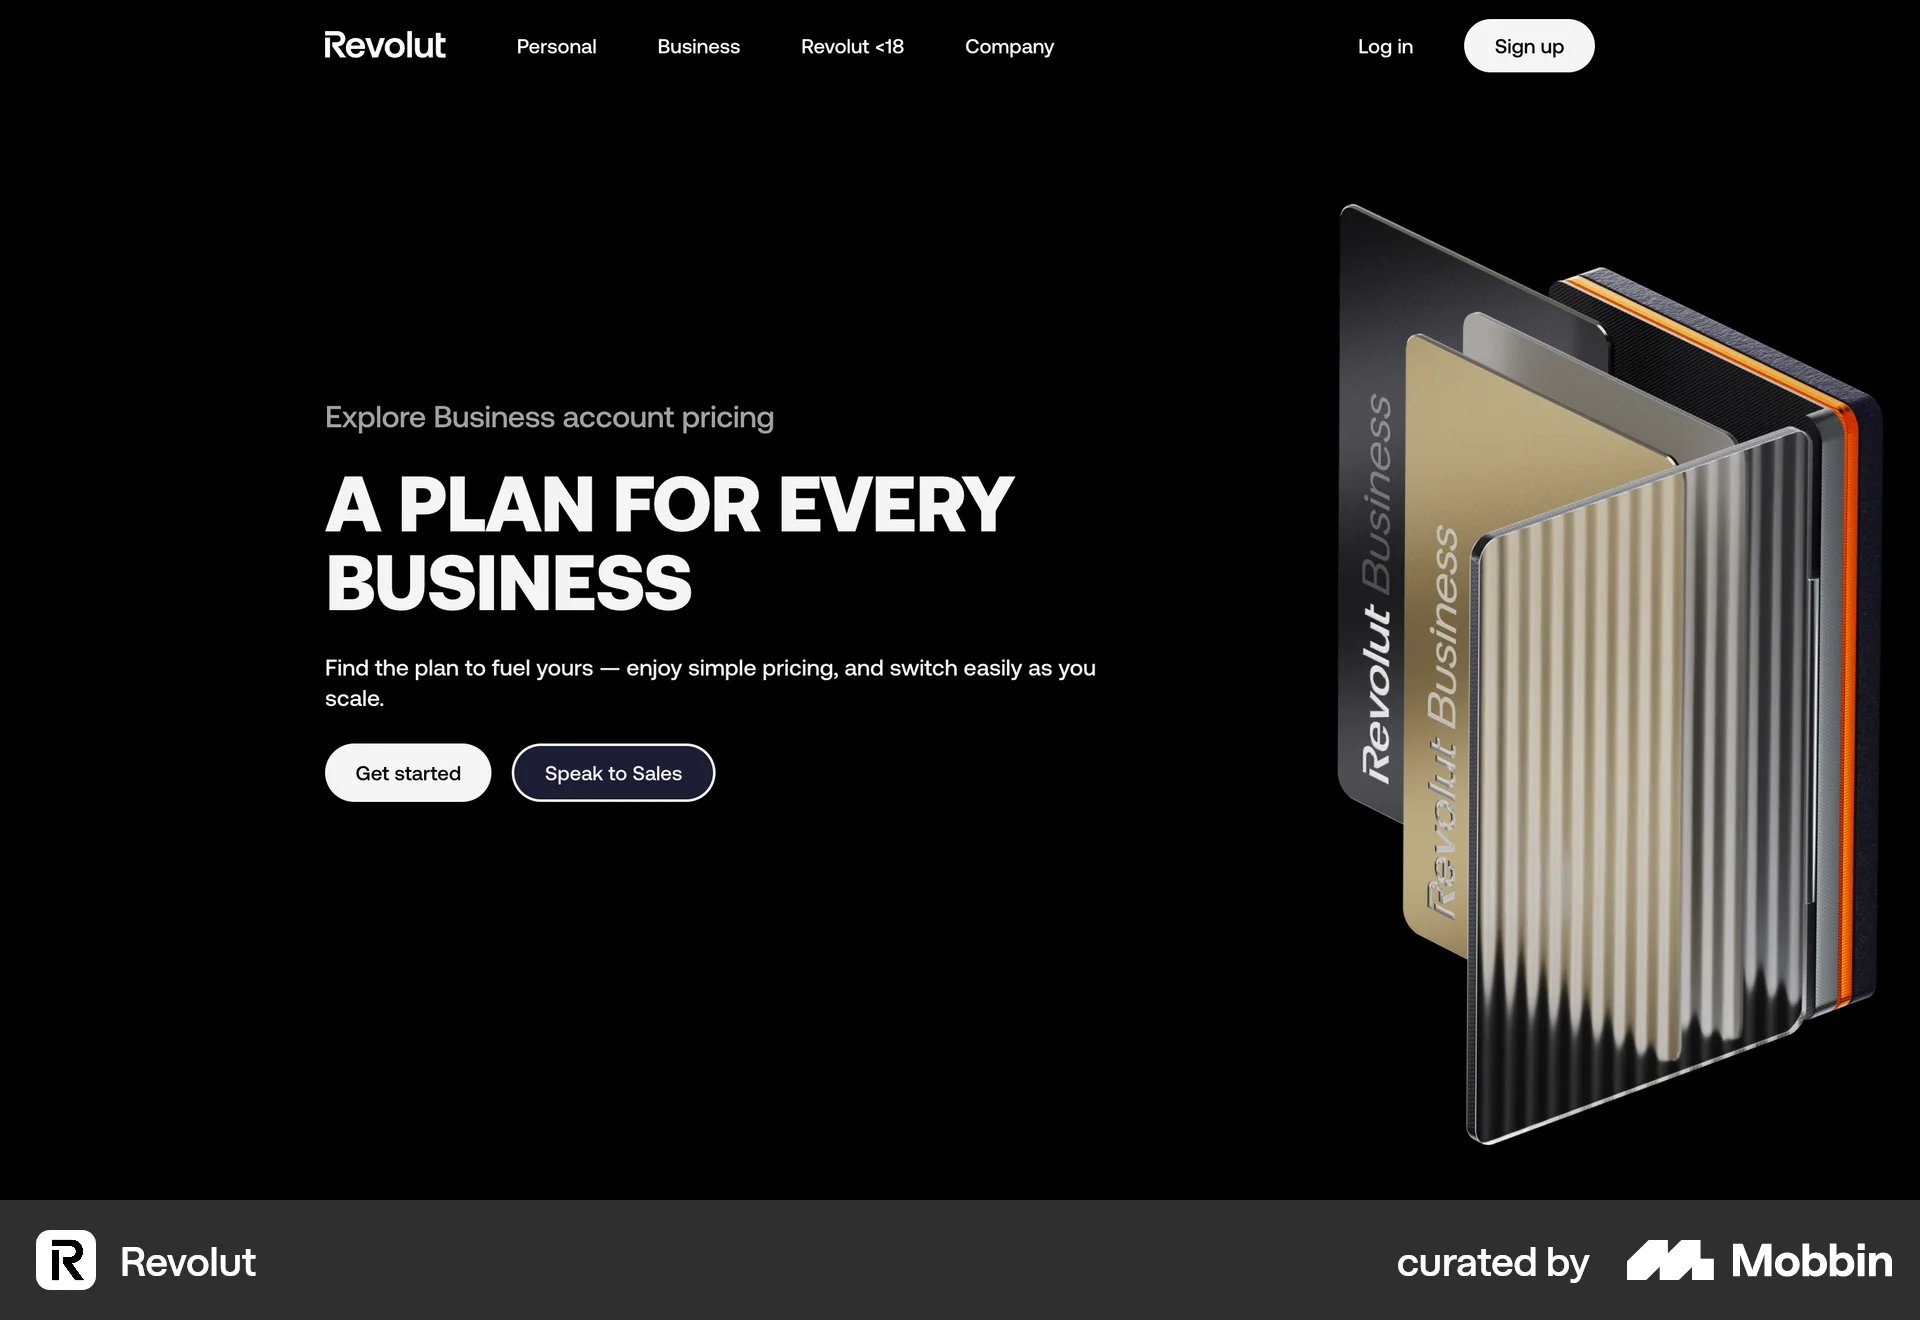 Revolut
Personal
Business
Revolut <18
Company
Log in
Sign up
Explore Business account pricing
A PLAN FOR EVERY
BUSINESS
Find the plan to fuel yours — enjoy simple pricing, and switch easily as you
scale.
Get started
Speak to Sales
Revolut Business
Revolut Business
R
Revolut
curated by
Mobbin